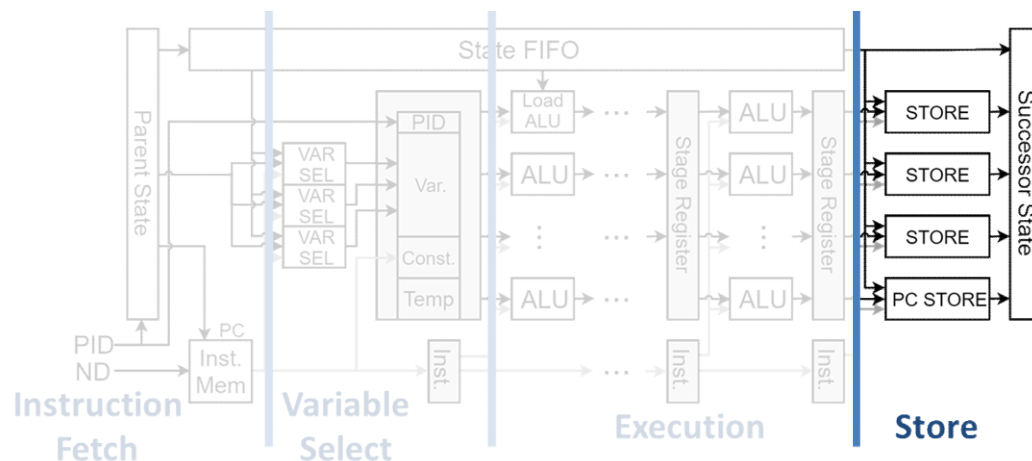 State FIFO
Parent State
PID
Load
ALU
...
ALU
STORE
Successor State
VAR
SEL
VAR
SEL
VAR
SEL
Var.
Const.
Temp
ALU
...
ALU
STORE
Stage Register
Stage Register
⋮
...
⋮
STORE
ALU
...
ALU
PC STORE
PID
ND
PC
Inst.
Mem
Inst.
...
Inst.
Inst.
Instruction
Fetch
Variable
Select
Execution
Store